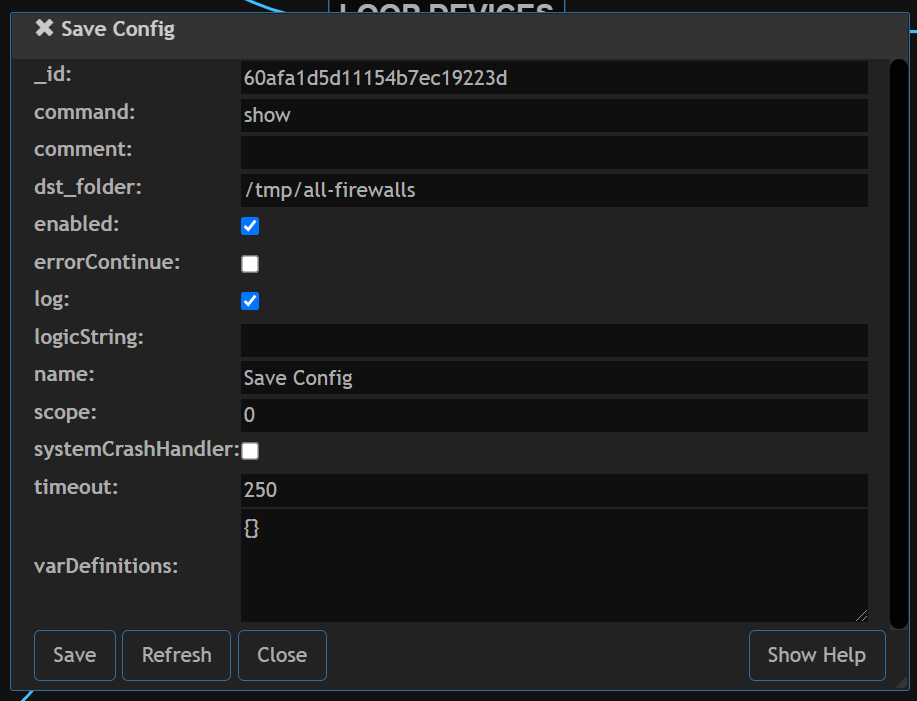 LOOP DEVICES
✖ Save Config
_id: 60afa1d5d11154b7ec19223d
command: show
comment:
dst_folder: /tmp/all-firewalls
enabled:
errorContinue:
log:
logicString:
name: Save Config
scope: 0
systemCrashHandler:
timeout: 250
{}
varDefinitions:
Save Refresh Close Show Help